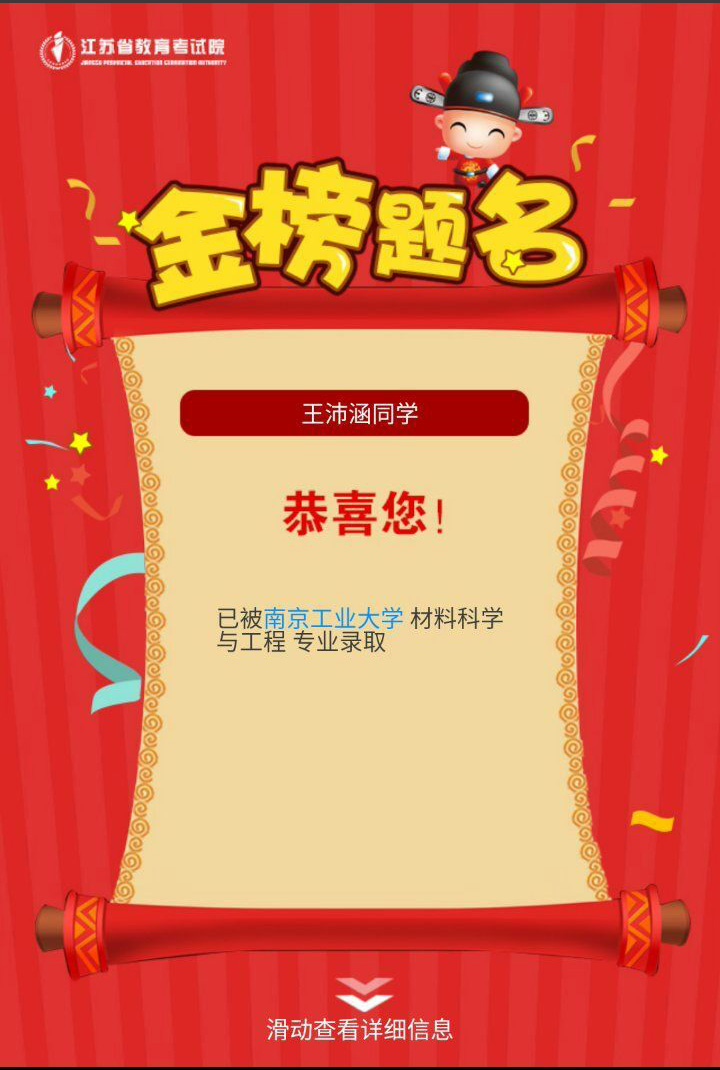 江苏省教育考试院
JIANGSU PROVINCIAL EDUCATION EXAMINATION AUTHORITY
金榜题名
王沛涵同学
恭喜您!
已被南京工业大学 材料科学
与工程 专业录取
滑动查看详细信息